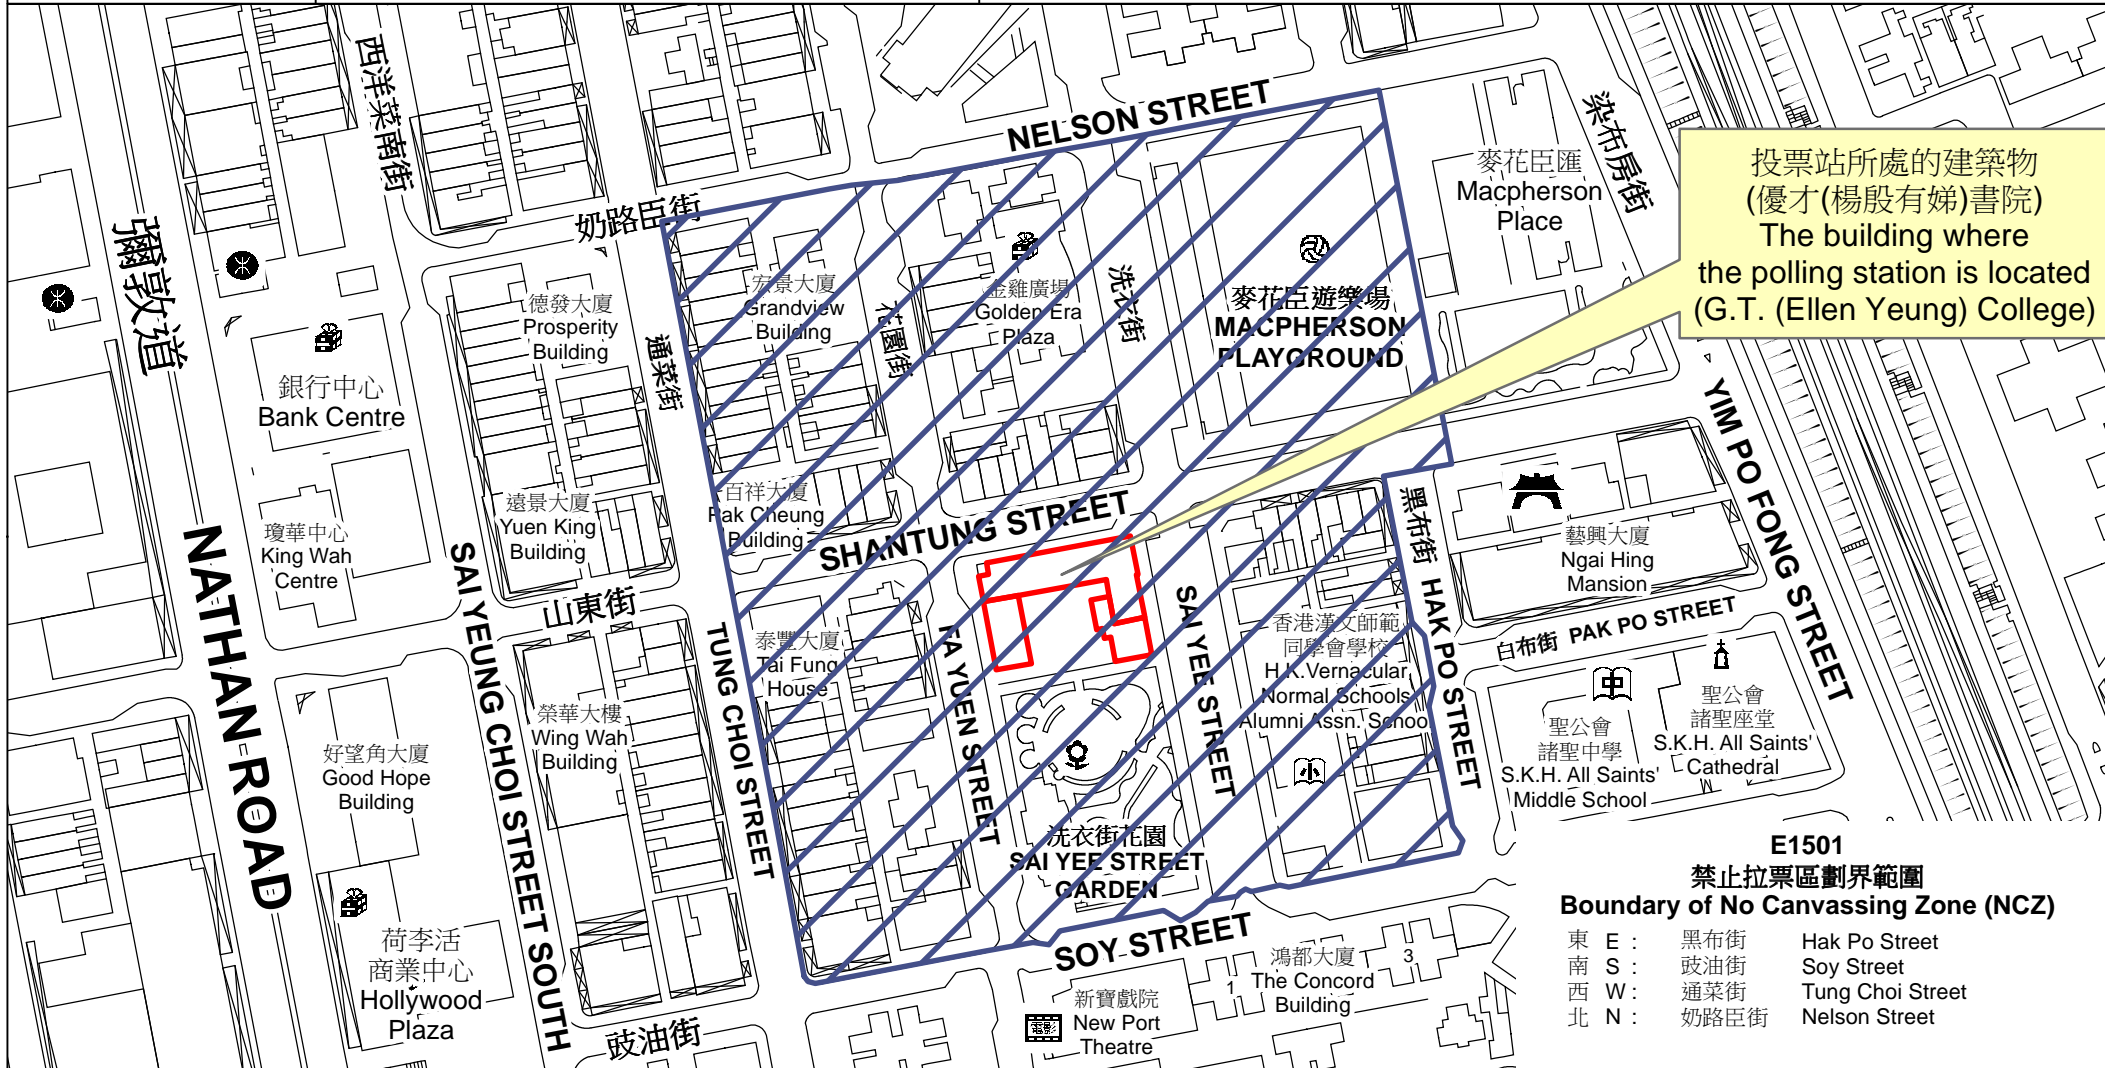 西洋菜南街
NELSON STREET
染布房街
麥花臣匯
Macpherson
Place
投票站所處的建築物
(優才(楊殷有娣)書院)
The building where
the polling station is located
(G.T. (Ellen Yeung) College)
奶路臣街
彌敦道
德發大廈
Prosperity
Building
通菜街
宏景大廈
Grandview
Building
花園街
金雞廣場
Golden Era
Plaza
洗衣街
麥花臣遊樂場
MACPHERSON
PLAYGROUND
銀行中心
Bank Centre
YIM PO FONG STREET
瓊華中心
King Wah
Centre
遠景大廈
Yuen King
Building
百祥大廈
Pak Cheung
Building
SHANTUNG STREET
黑布街
HAK PO STREET
藝興大廈
Ngai Hing
Mansion
NATHAN ROAD
SAI YEUNG CHOI STREET SOUTH
山東街
TUNG CHOI STREET
泰豐大廈
Tai Fung
House
FA YUEN STREET
SAI YEE STREET
香港漢文師範
同學會學校
H.K.Vernacular
Normal Schools
Alumni Assn. School
白布街 PAK PO STREET
中
聖公會
諸聖中學
S.K.H. All Saints'
Middle School
聖公會
諸聖座堂
S.K.H. All Saints'
Cathedral
好望角大廈
Good Hope
Building
榮華大樓
Wing Wah
Building
小
洗衣街花園
SAI YEE STREET
GARDEN
荷李活
商業中心
Hollywood
Plaza
豉油街
SOY STREET
電影
新寶戲院
New Port
Theatre
1
鴻都大廈
The Concord
Building
3
E1501
禁止拉票區劃界範圍
Boundary of No Canvassing Zone (NCZ)
東 E : 黑布街 Hak Po Street
南 S : 豉油街 Soy Street
西 W : 通菜街 Tung Choi Street
北 N : 奶路臣街 Nelson Street